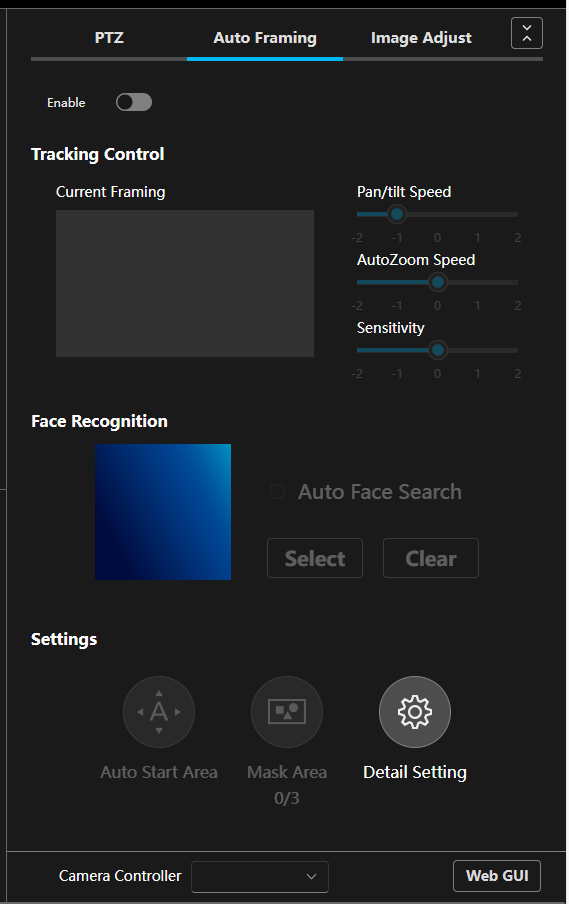 PTZ Auto Framing Image Adjust
Enable
Tracking Control
Current Framing
Pan/tilt Speed
-2 -1 0 1 2
AutoZoom Speed
-2 -1 0 1 2
Sensitivity
-2 -1 0 1 2
Face Recognition
Auto Face Search
Select Clear
Settings
A
Auto Start Area Mask Area Detail Setting
0/3
Camera Controller Web GUI